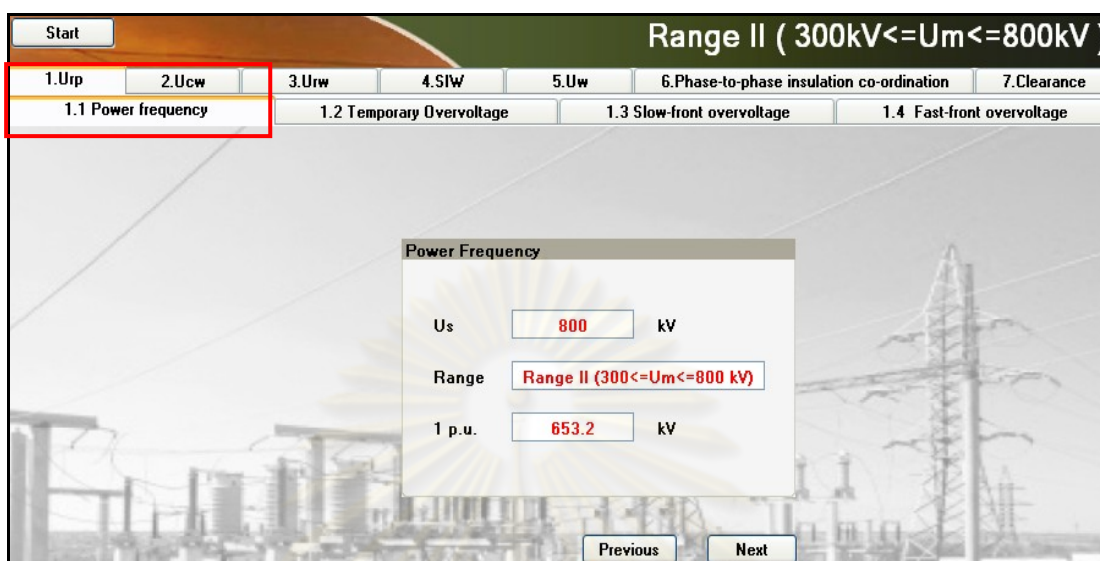 Start
Range II ( 300kV<=Um<=800kV )
1.Urp 2.Ucw 3.Urw 4.SIW 5.Uw 6.Phase-to-phase insulation co-ordination 7.Clearance
1.1 Power frequency 1.2 Temporary Overvoltage 1.3 Slow-front overvoltage 1.4 Fast-front overvoltage
Power Frequency
Us 800 kV
Range Range II (300<=Um<=800 kV)
1 p.u. 653.2 kV
Previous Next